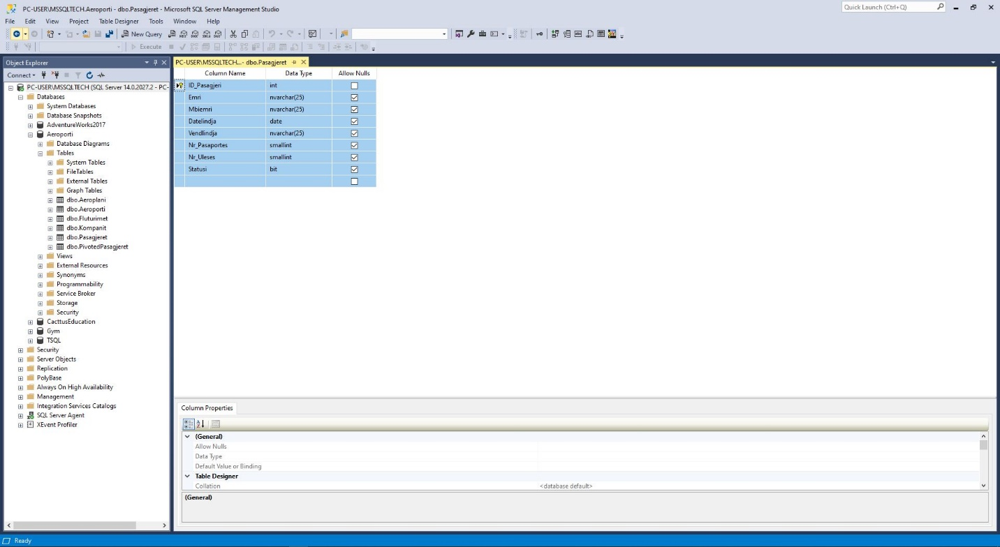 PC-USER\MSSQLTECH.Aeroporti - dbo.Pasagjeret - Microsoft SQL Server Management Studio
Quick Launch (Ctrl+Q)
File Edit View Project Table Designer Tools Window Help
New Query
Execute
Object Explorer
Connect
PC-USER\MSSQLTECH (SQL Server 14.0.2027.2 - PC-
Databases
System Databases
Database Snapshots
AdventureWorks2017
Aeroporti
Database Diagrams
Tables
System Tables
FileTables
External Tables
Graph Tables
dbo.Aeroplani
dbo.Aeroporti
dbo.Fluturimet
dbo.Kompanit
dbo.Pasagjeret
dbo.PivotedPasagjeret
Views
External Resources
Synonyms
Programmability
Service Broker
Storage
Security
CacttusEducation
Gym
TSQL
Security
Server Objects
Replication
PolyBase
Always On High Availability
Management
Integration Services Catalogs
SQL Server Agent
XEvent Profiler
PC-USER\MSSQLTECH...- dbo.Pasagjeret
Column Name Data Type Allow Nulls
ID_Pasagjeri int
Emri nvarchar(25)
Mbiemri nvarchar(25)
Datelindja date
Vendlindja nvarchar(25)
Nr_Pasaportes smallint
Nr_Uleses smallint
Statusi bit
Column Properties
(General)
Allow Nulls
Data Type
Default Value or Binding
Table Designer
Collation <database default>
(General)
Ready